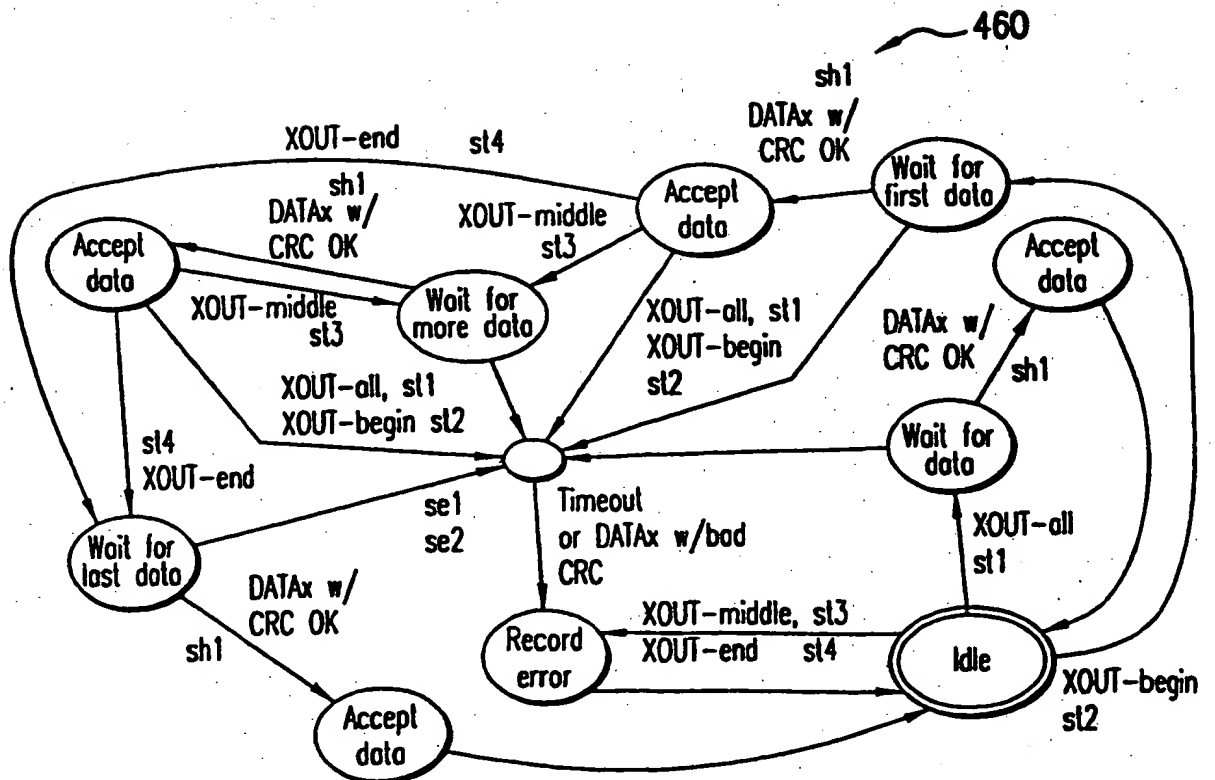 460
sh1
DATAx w/
CRC OK
XOUT-end st4
Wait for
first data
Accept
data
sh1
DATAx w/
CRC OK
XOUT-middle
st3
Accept
data
Accept
data
XOUT-middle
st3
Wait for
more data
XOUT-all, st1
XOUT-begin
st2
DATAx w/
CRC OK
sh1
XOUT-all, st1
XOUT-begin st2
Wait for
data
st4
XOUT-end
se1
se2
Timeout
or DATAx w/bad
CRC
XOUT-all
st1
Wait for
last data
DATAx w/
CRC OK
sh1
Record
error
XOUT-middle, st3
XOUT-end st4
Idle
XOUT-begin
st2
Accept
data